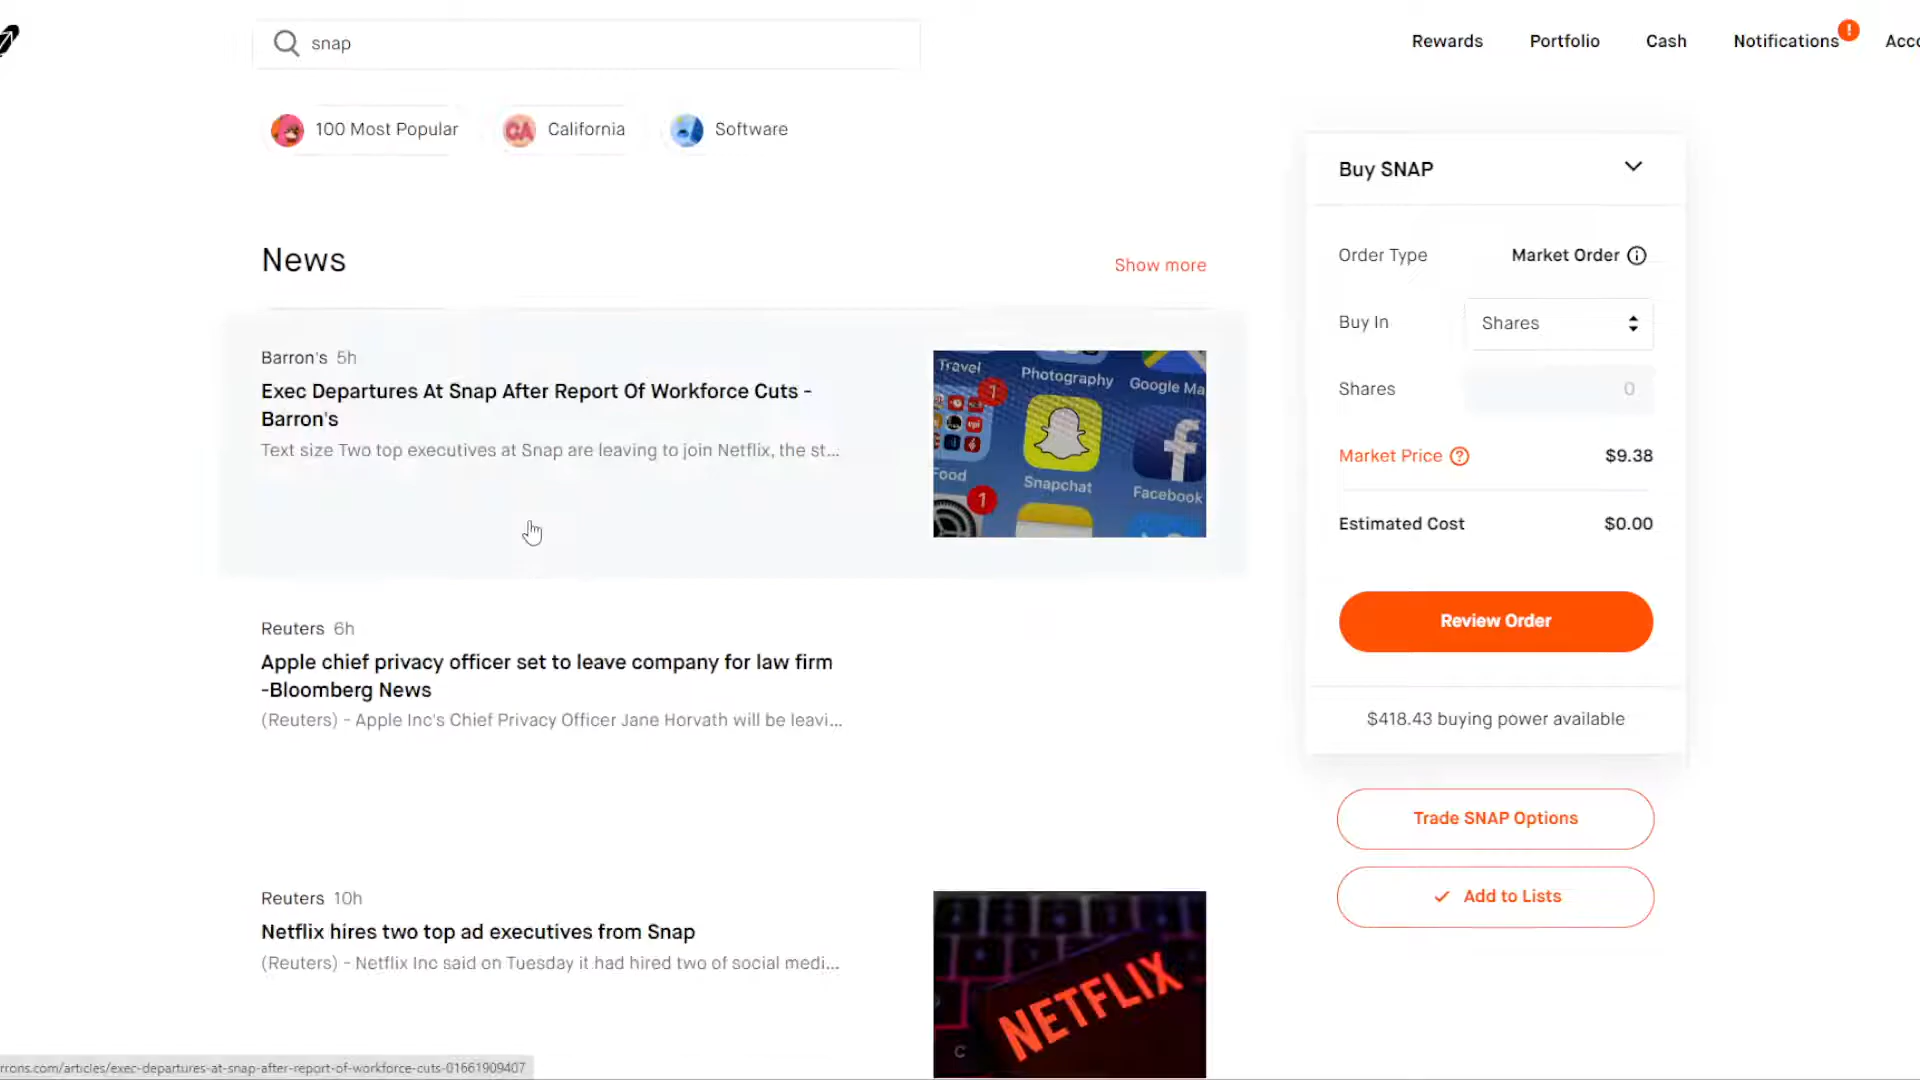 snap
Rewards
Portfolio
Cash
Notifications
!
Acco
100 Most Popular
CA
California
Software
News
Show more
Barron's 5h
Exec Departures At Snap After Report Of Workforce Cuts -
Barron's
Text size Two top executives at Snap are leaving to join Netflix, the st...
Travel
Photography
Google Ma
1
Food
Snapchat
Facebook
1
Reuters 6h
Apple chief privacy officer set to leave company for law firm
-Bloomberg News
(Reuters) - Apple Inc's Chief Privacy Officer Jane Horvath will be leavi...
Reuters 10h
Netflix hires two top ad executives from Snap
(Reuters) - Netflix Inc said on Tuesday it had hired two of social medi...
NETFLIX
C
Buy SNAP
Order Type Market Order
Buy In Shares
Shares 0
Market Price $9.38
Estimated Cost $0.00
Review Order
$418.43 buying power available
Trade SNAP Options
Add to Lists
rrons.com/articles/exec-departures-at-snap-after-report-of-workforce-cuts-01661909407